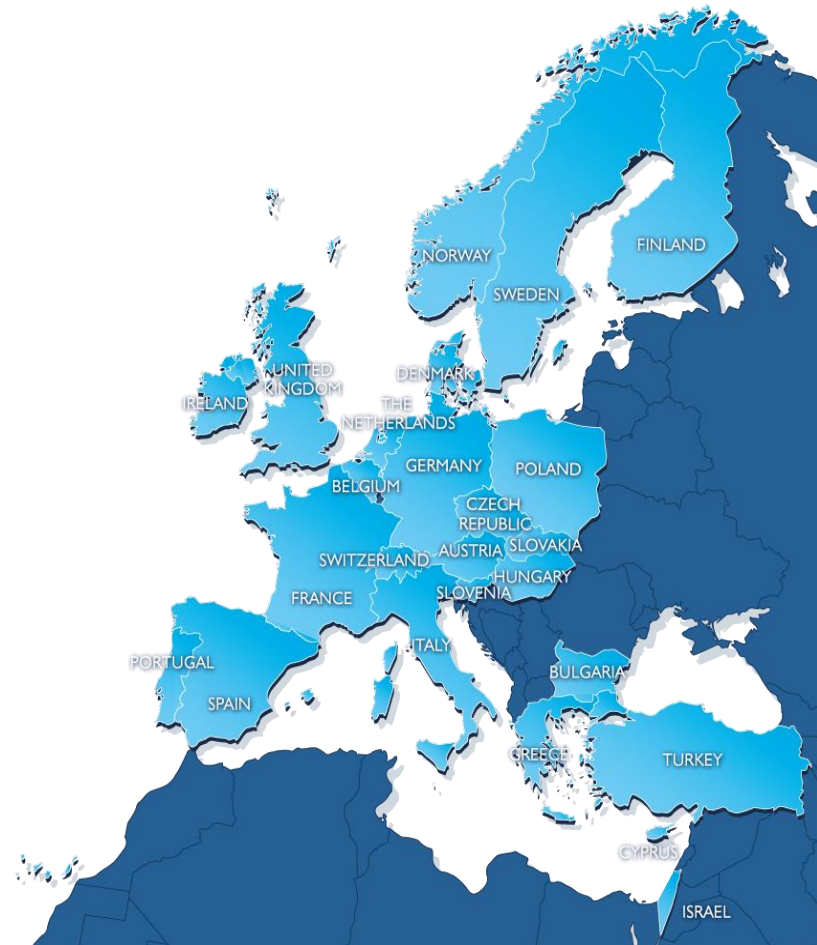 NORWAY
FINLAND
SWEDEN
UNITED
KINGDOM
DENMARK
IRELAND
THE
NETHERLANDS
GERMANY
POLAND
BELGIUM
CZECH
REPUBLIC
SWITZERLAND
AUSTRIA
SLOVAKIA
HUNGARY
SLOVENIA
FRANCE
ITALY
PORTUGAL
SPAIN
BULGARIA
GREECE
TURKEY
CYPRUS
ISRAEL